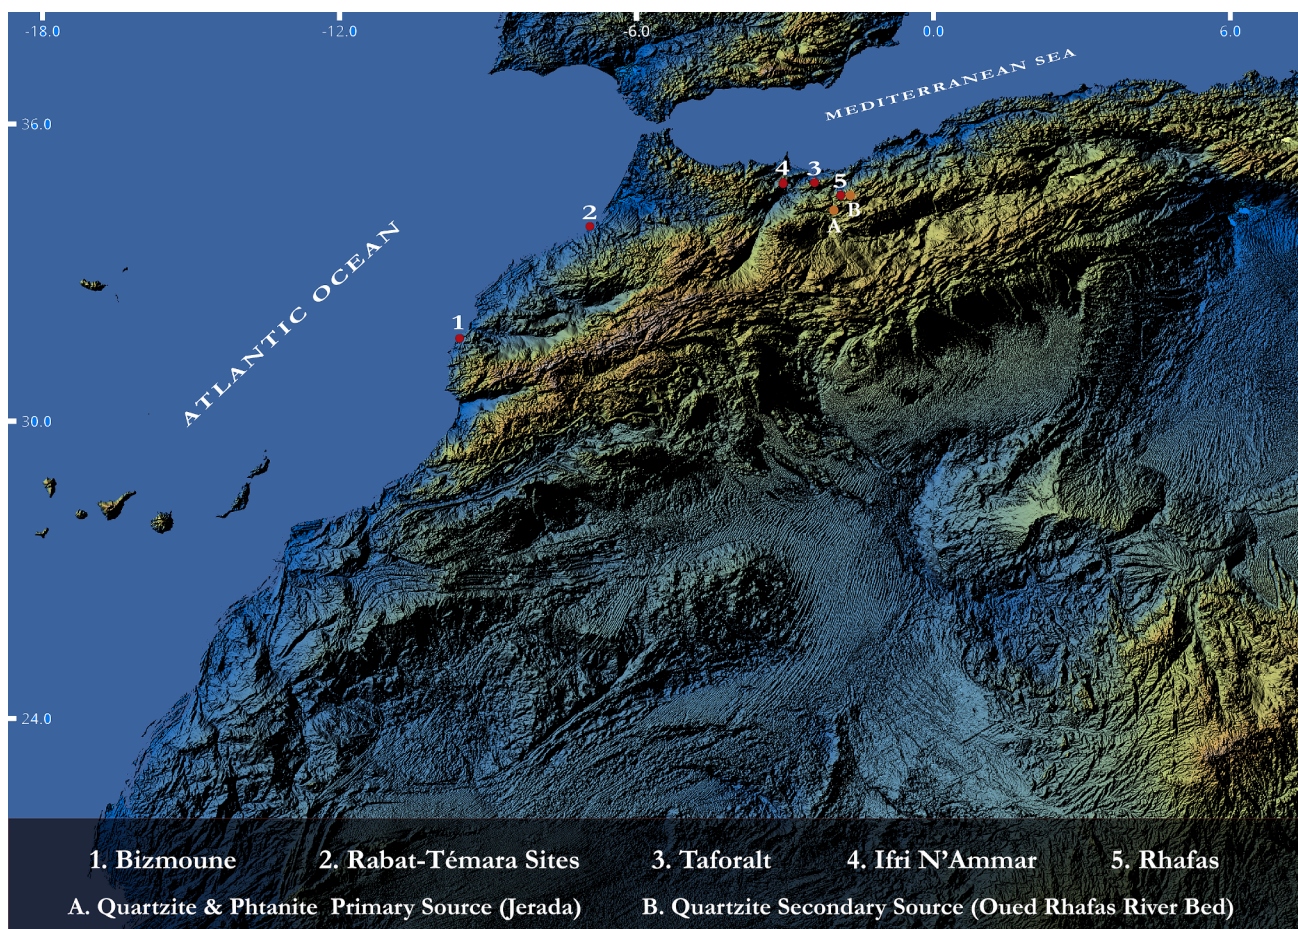 -18.0 -12.0 -6.0 0.0 6.0
MEDITERRANEAN SEA
36.0
4 3 5
B
A
2
ATLANTIC OCEAN
1
30.0
24.0
1. Bizmoune 2. Rabat-Témara Sites 3. Taforalt 4. Ifri N’Ammar 5. Rhafas
A. Quartzite & Phtanite Primary Source (Jerada) B. Quartzite Secondary Source (Oued Rhafas River Bed)